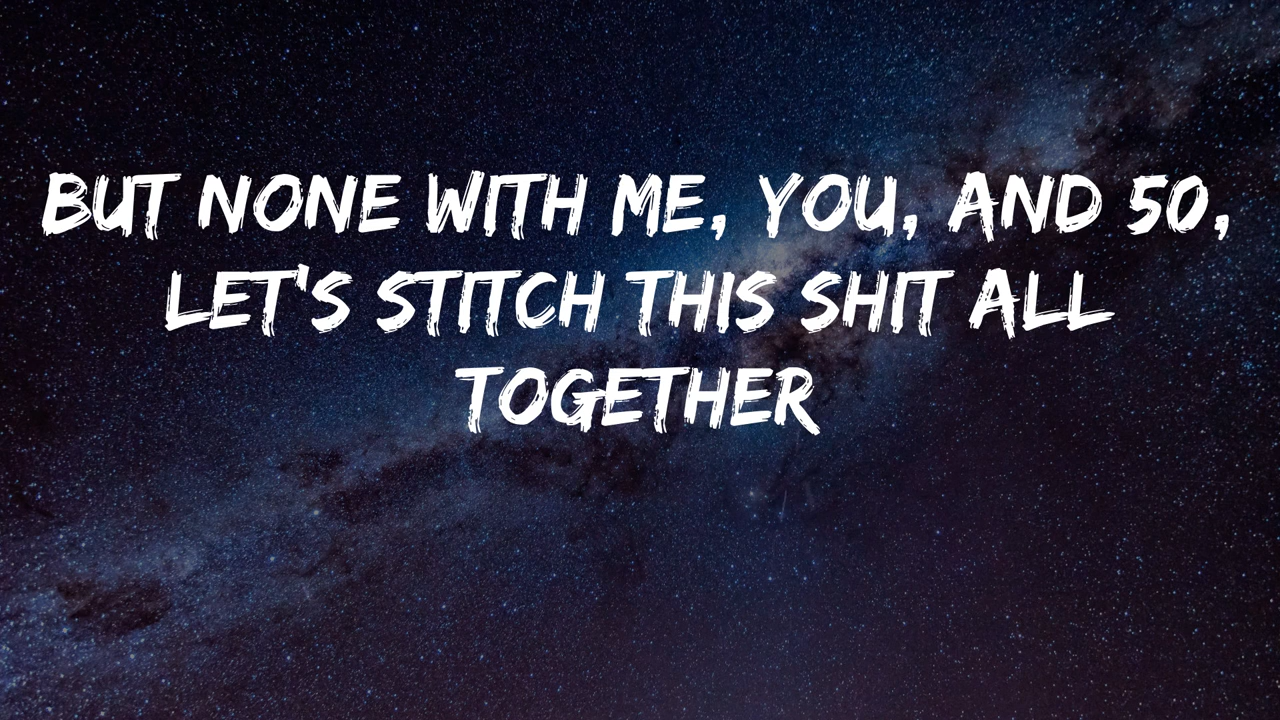 BUT NONE WITH ME, YOU, AND 50,
LET'S STITCH THIS SHIT ALL
TOGETHER